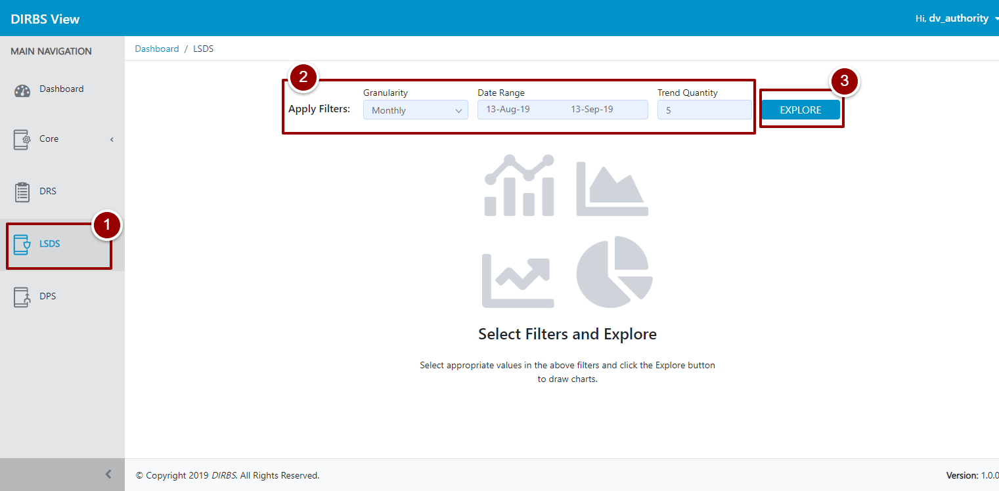 DIRBS View
Hi, dv_authority
MAIN NAVIGATION
Dashboard
Core
DRS
1
LSDS
DPS
Dashboard / LSDS
2
3
Granularity Date Range Trend Quantity
Apply Filters: Monthly 13-Aug-19 13-Sep-19 5 EXPLORE
Select Filters and Explore
Select appropriate values in the above filters and click the Explore button
to draw charts.
© Copyright 2019 DIRBS. All Rights Reserved.
Version: 1.0.0